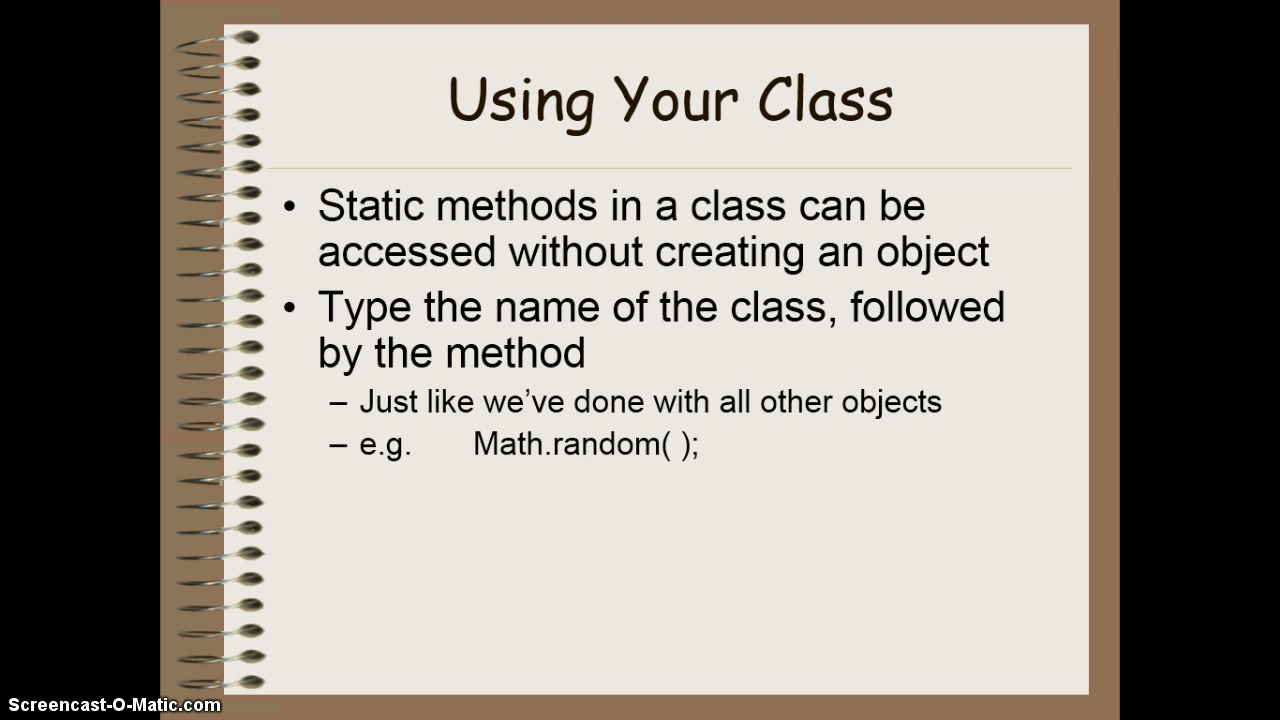 Using Your Class
• Static methods in a class can be
accessed without creating an object
• Type the name of the class, followed
by the method
– Just like we’ve done with all other objects
– e.g. Math.random( );
Screencast-O-Matic.com